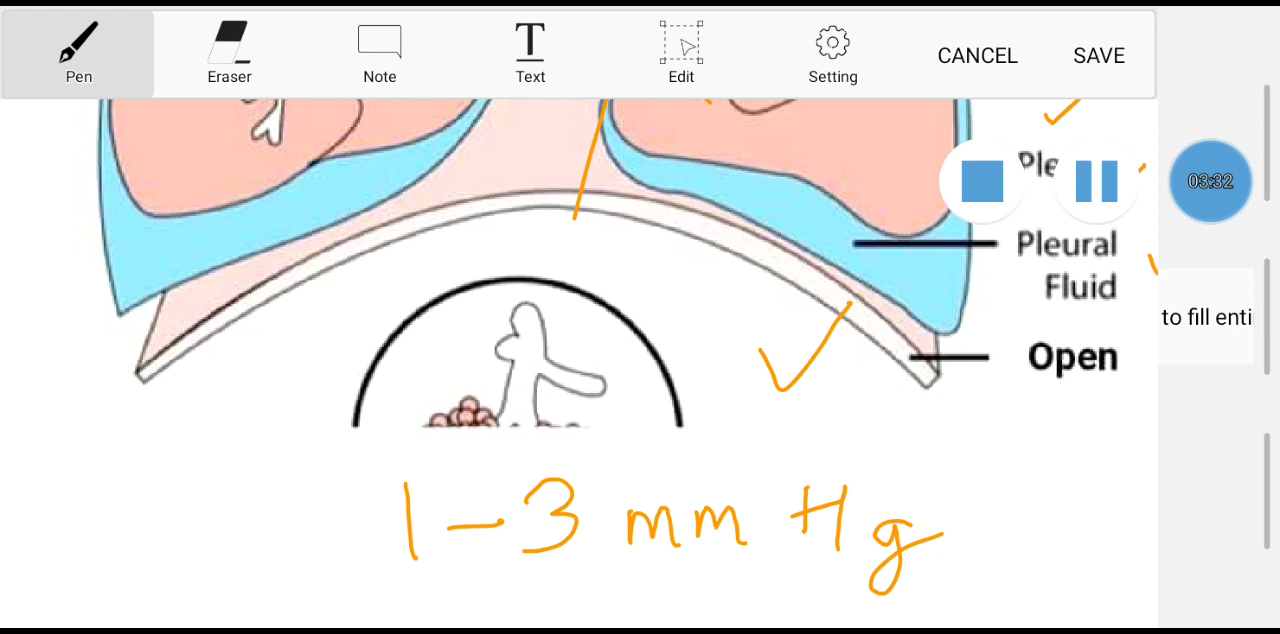 Pen Eraser Note Text Edit Setting CANCEL SAVE
03:32
Pleural
Fluid
to fill enti
Open
1-3 mm Hg